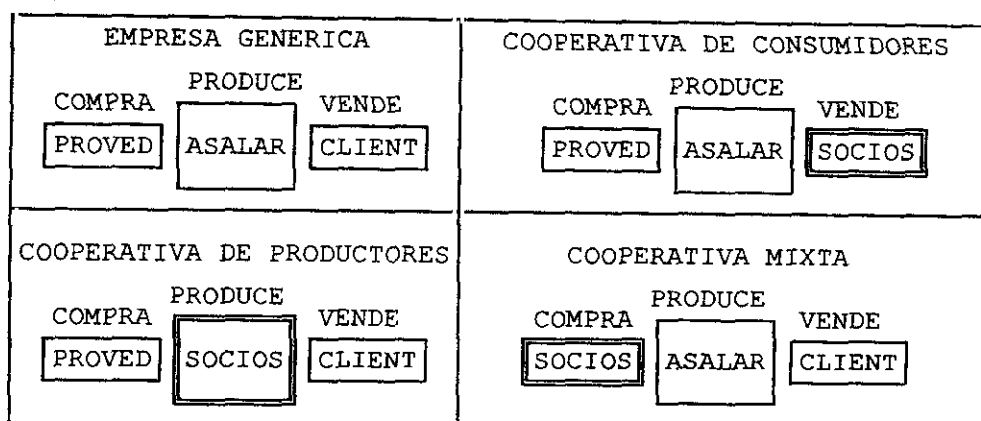 EMPRESA GENERICA
PRODUCE
COMPRA VENDE
PROVED ASALAR CLIENT
COOPERATIVA DE CONSUMIDORES
PRODUCE
COMPRA VENDE
PROVED ASALAR SOCIOS
COOPERATIVA DE PRODUCTORES
PRODUCE
COMPRA VENDE
PROVED SOCIOS CLIENT
COOPERATIVA MIXTA
PRODUCE
COMPRA VENDE
SOCIOS ASALAR CLIENT